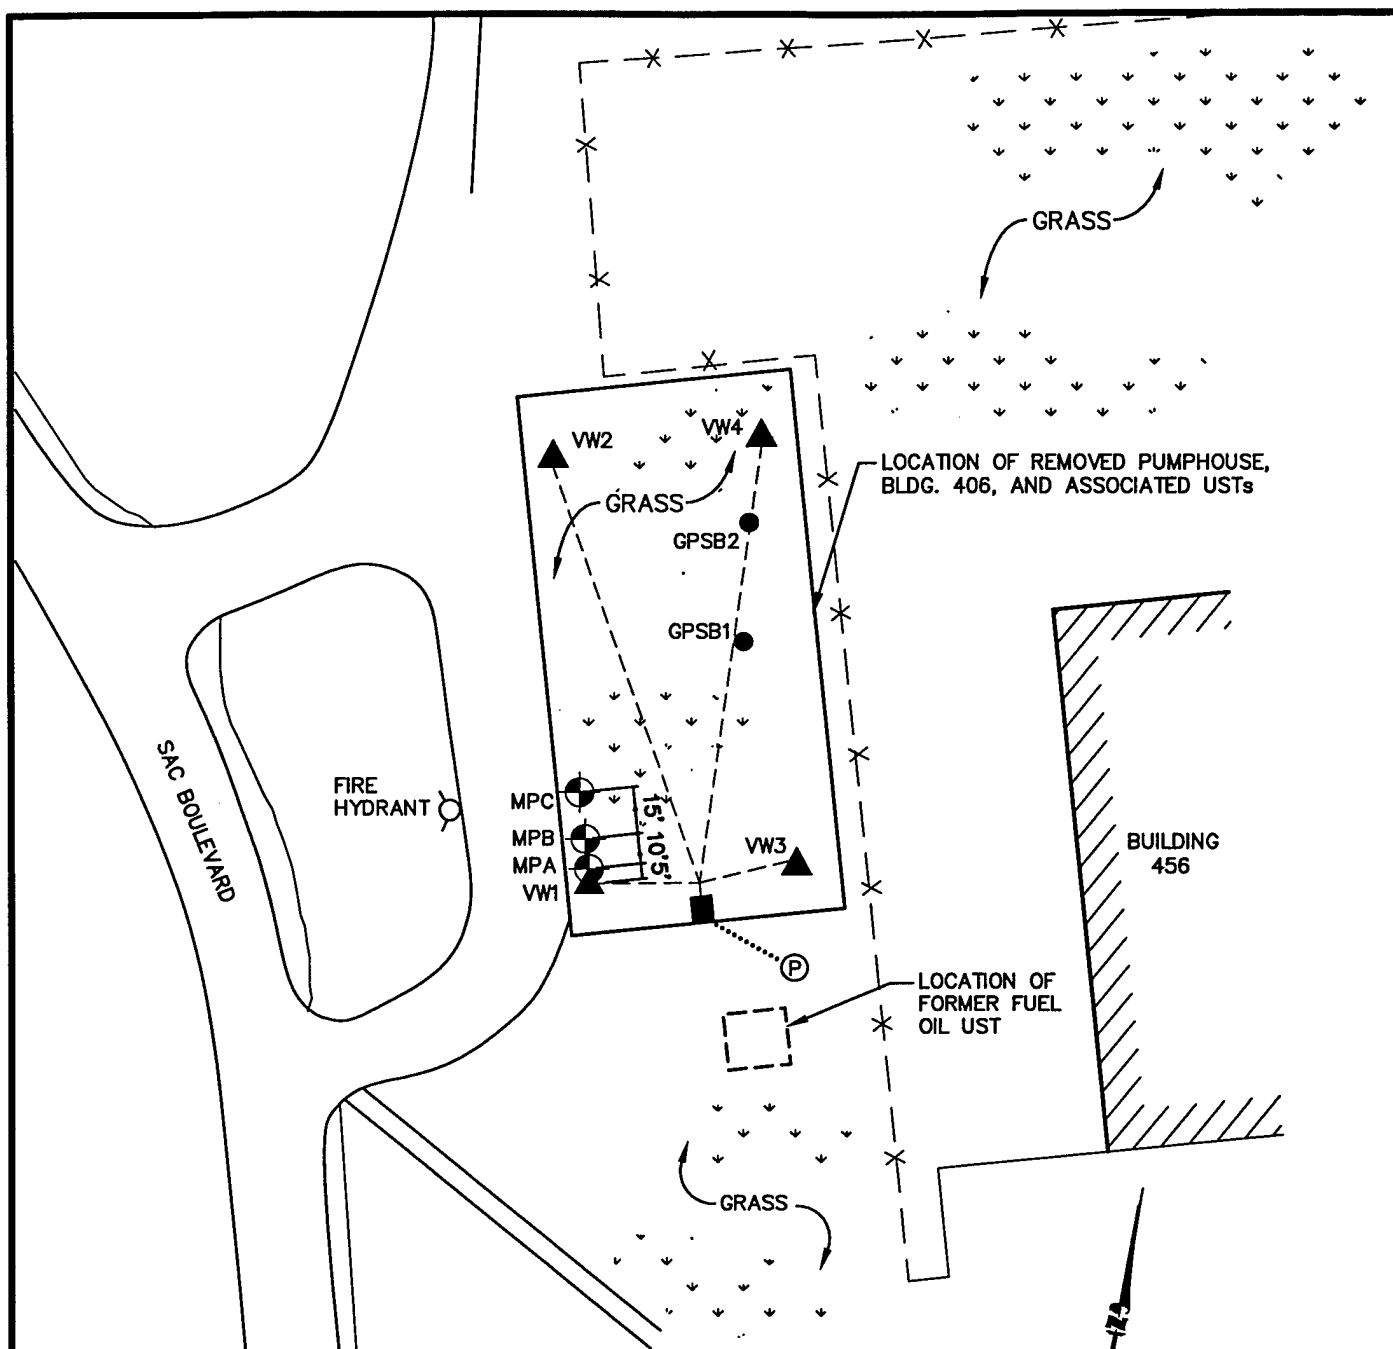 GRASS
VW2
VW4
LOCATION OF REMOVED PUMPHOUSE,
BLDG. 406, AND ASSOCIATED USTs
GRASS
GPSB2
GPSB1
SAC BOULEVARD
FIRE
HYDRANT
MPC
MPB
MPA
VW1
15'
10'
5'
VW3
BUILDING
456
P
LOCATION OF
FORMER FUEL
OIL UST
GRASS
N